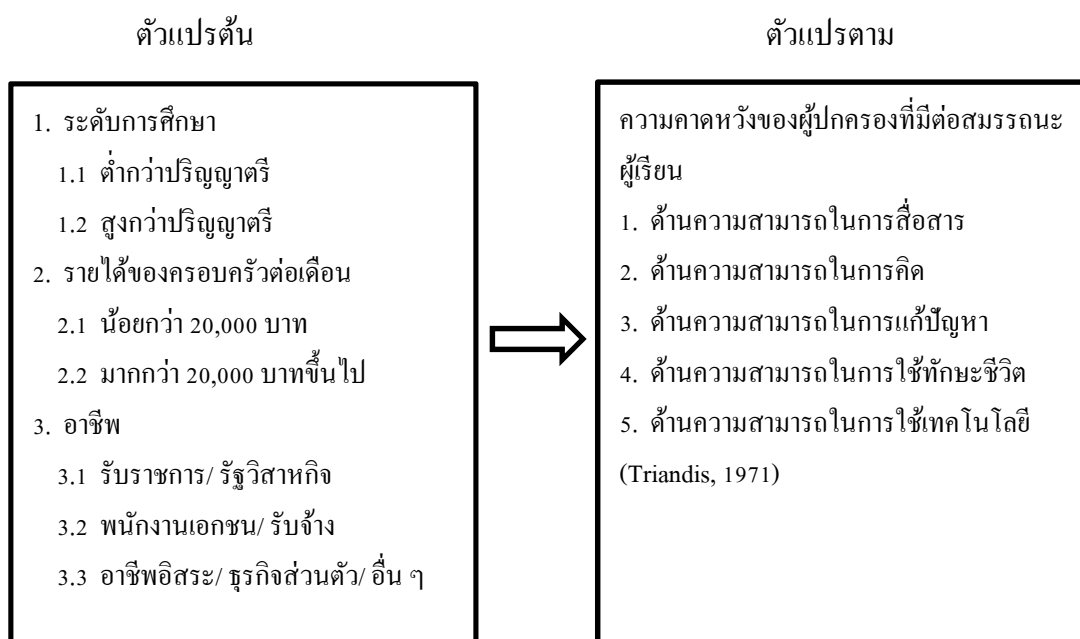 ตัวแปรต้น
1. ระดับการศึกษา
1.1 ต่ำกว่าปริญญาตรี
1.2 สูงกว่าปริญญาตรี
2. รายได้ของครอบครัวต่อเดือน
2.1 น้อยกว่า 20,000 บาท
2.2 มากกว่า 20,000 บาทขึ้นไป
3. อาชีพ
3.1 รับราชการ/ รัฐวิสาหกิจ
3.2 พนักงานเอกชน/ รับจ้าง
3.3 อาชีพอิสระ/ ธุรกิจส่วนตัว/ อื่น ๆ
ตัวแปรตาม
ความคาดหวังของผู้ปกครองที่มีต่อสมรรถนะ
ผู้เรียน
1. ด้านความสามารถในการสื่อสาร
2. ด้านความสามารถในการคิด
3. ด้านความสามารถในการแก้ปัญหา
4. ด้านความสามารถในการใช้ทักษะชีวิต
5. ด้านความสามารถในการใช้เทคโนโลยี
(Triandis, 1971)